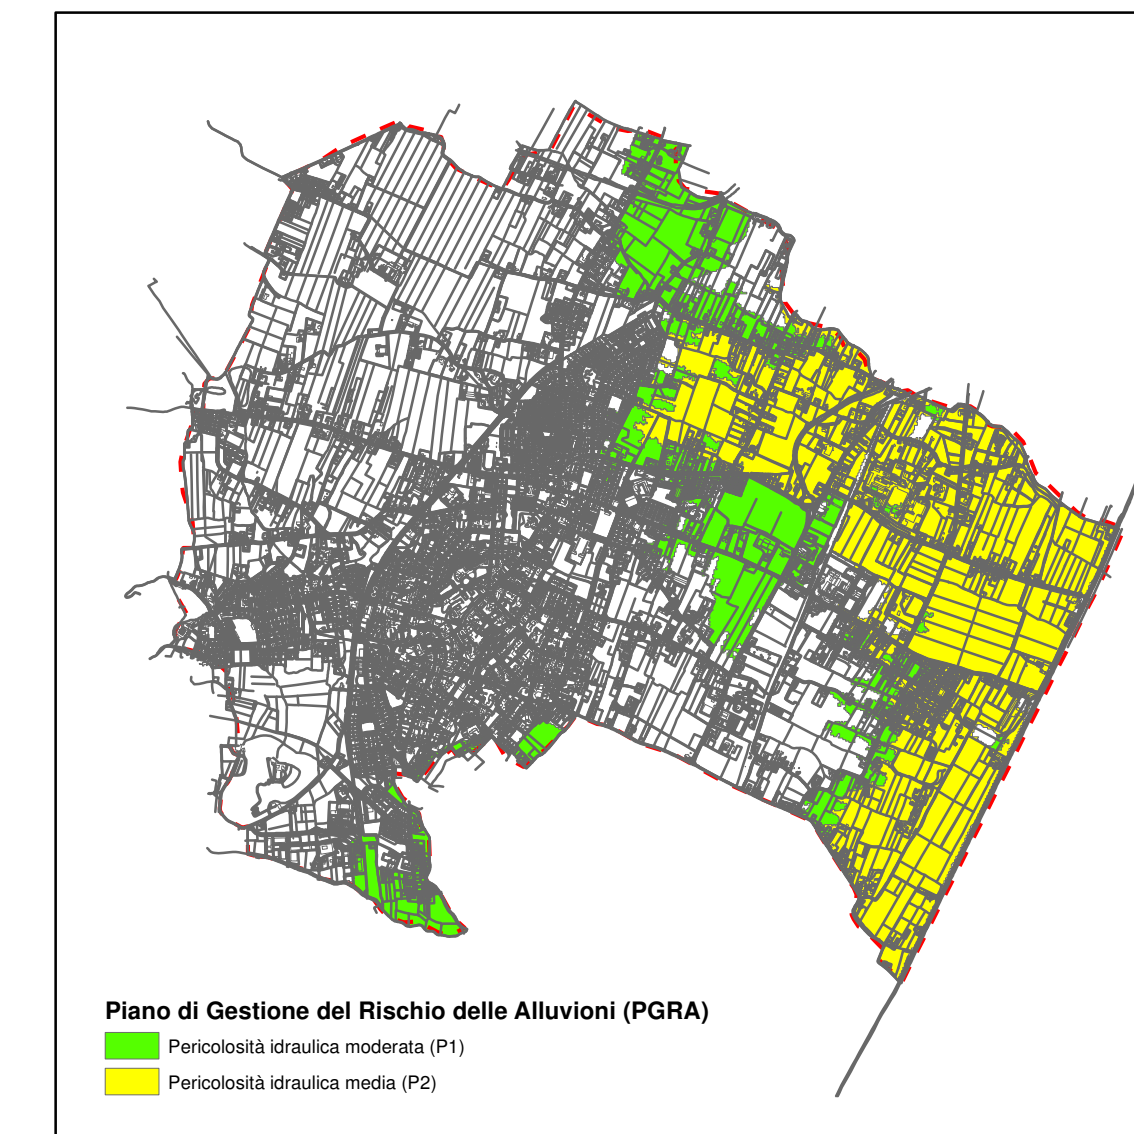 Piano di Gestione del Rischio delle Alluvioni (PGRA)
Pericolosità idraulica moderata (P1)
Pericolosità idraulica media (P2)